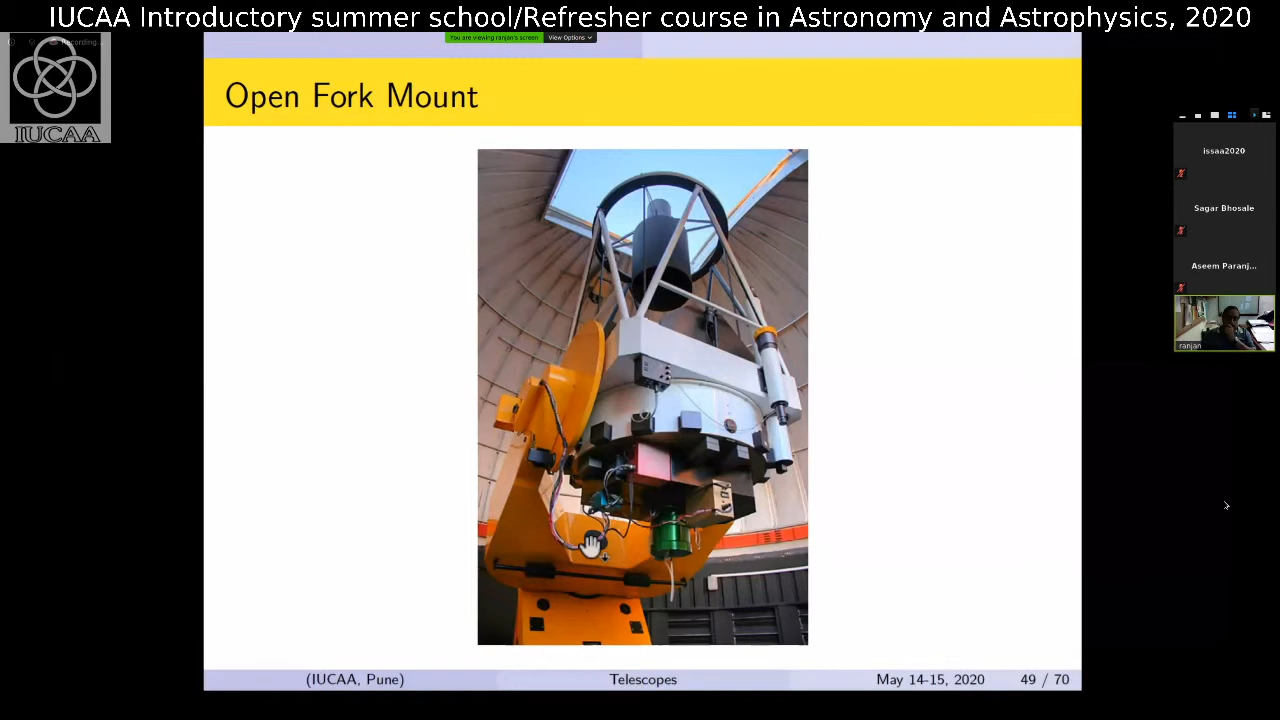 IUCAA Introductory summer school/Refresher course in Astronomy and Astrophysics, 2020
Recording...
You are viewing ranjan's screen View Options
IUCAA
Open Fork Mount
issaa2020
Sagar Bhosale
Aseem Paranj...
ranjan
(IUCAA, Pune) Telescopes May 14-15, 2020 49 / 70